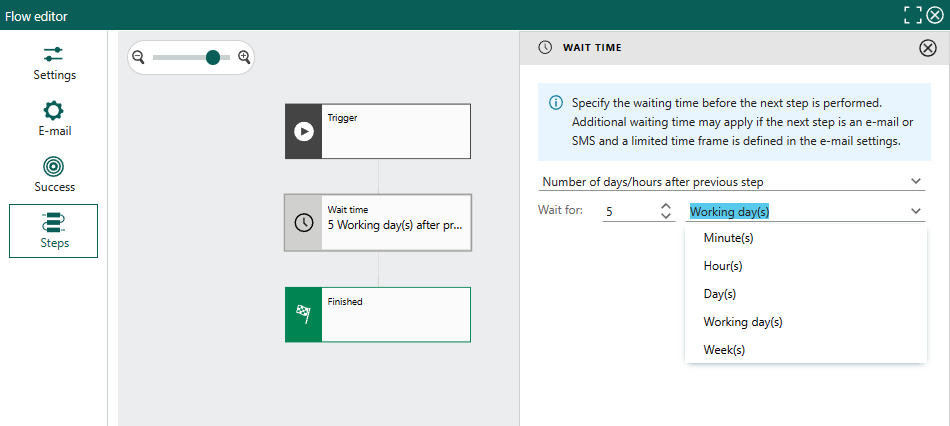 Flow editor
Settings
E-mail
Success
Steps
Trigger
Wait time
5 Working day(s) after pr...
Finished
WAIT TIME
Specify the waiting time before the next step is performed.
Additional waiting time may apply if the next step is an e-mail or
SMS and a limited time frame is defined in the e-mail settings.
Number of days/hours after previous step
Wait for: 5 Working day(s)
Minute(s)
Hour(s)
Day(s)
Working day(s)
Week(s)